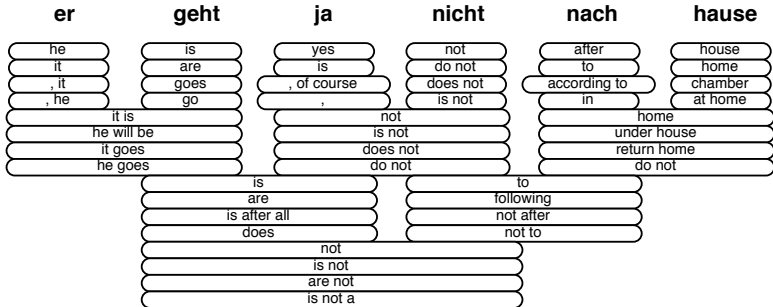 er geht ja nicht nach hause
he is yes not after house
it are is do not to home
, it goes , of course does not according to chamber
, he go , is not in at home
it is not home
he will be is not under house
it goes does not return home
he goes do not do not
is to
are following
is after all not after
does not to
not
is not
are not
is not a